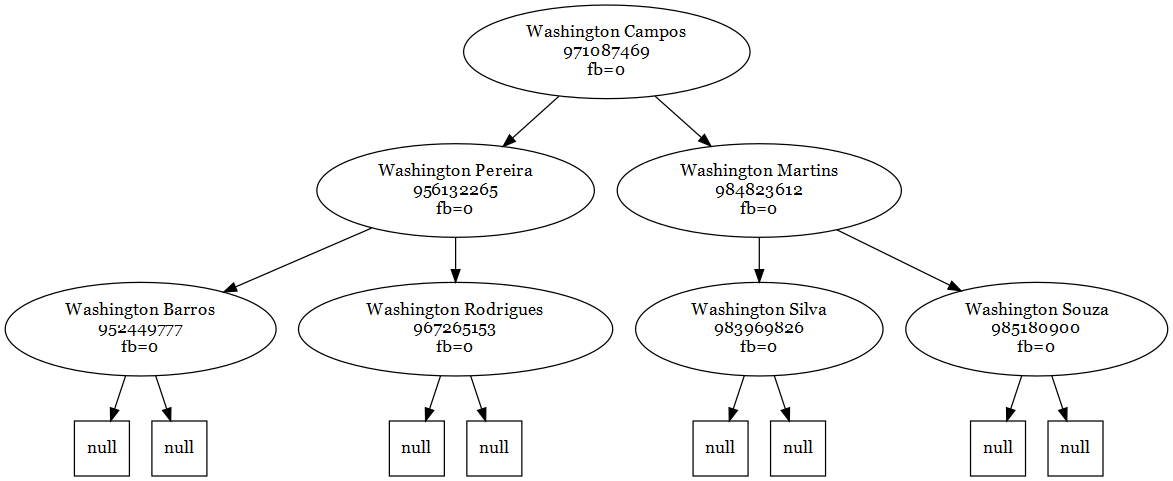 Washington Campos
971087469
fb=0
Washington Pereira
956132265
fb=0
Washington Martins
984823612
fb=0
Washington Barros
952449777
fb=0
Washington Rodrigues
967265153
fb=0
Washington Silva
983969826
fb=0
Washington Souza
985180900
fb=0
null
null
null
null
null
null
null
null